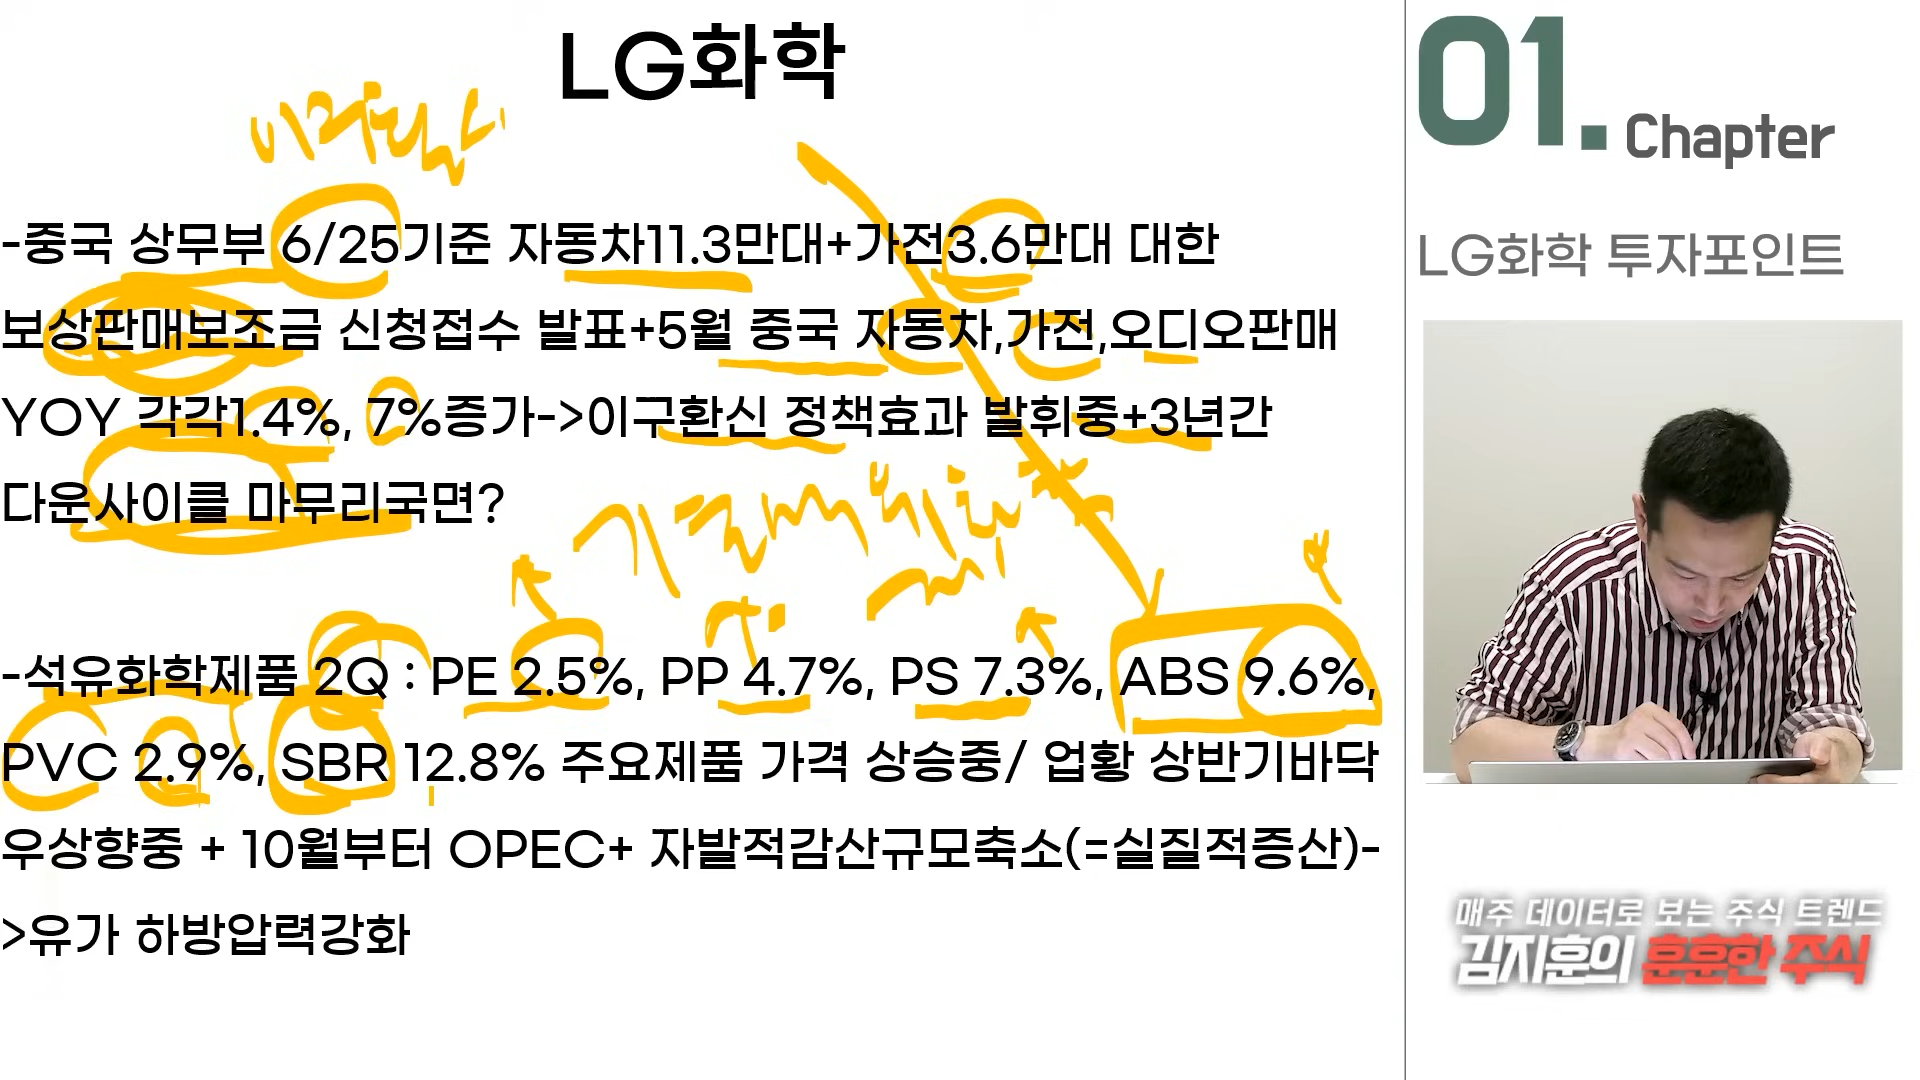 LG화학
-중국 상무부 6/25기준 자동차11.3만대+가전3.6만대 대한
보상판매보조금 신청접수 발표+5월 중국 자동차,가전,오디오판매
YOY 각각1.4%, 7%증가->이구환신 정책효과 발휘중+3년간
다운사이클 마무리국면?
-석유화학제품 2Q : PE 2.5%, PP 4.7%, PS 7.3%, ABS 9.6%,
PVC 2.9%, SBR 12.8% 주요제품 가격 상승중/ 업황 상반기바닥
우상향중 + 10월부터 OPEC+ 자발적감산규모축소(=실질적증산)-
>유가 하방압력강화
01. Chapter
LG화학 투자포인트
매주 데이터로 보는 주식 트렌드
김지훈의 훈훈한 주식